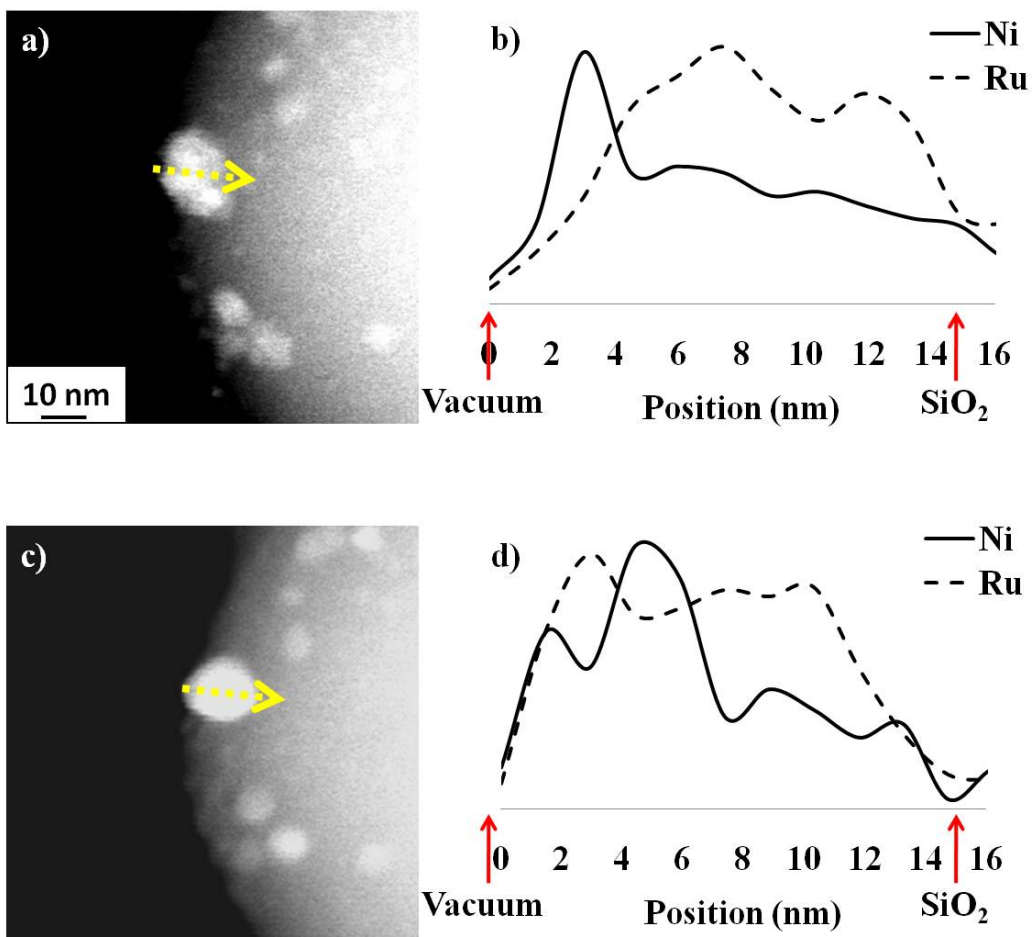 a)
10 nm
b)
Ni
Ru
0 2 4 6 8 10 12 14 16
Vacuum Position (nm) SiO₂
c)
d)
Ni
Ru
0 2 4 6 8 10 12 14 16
Vacuum Position (nm) SiO₂